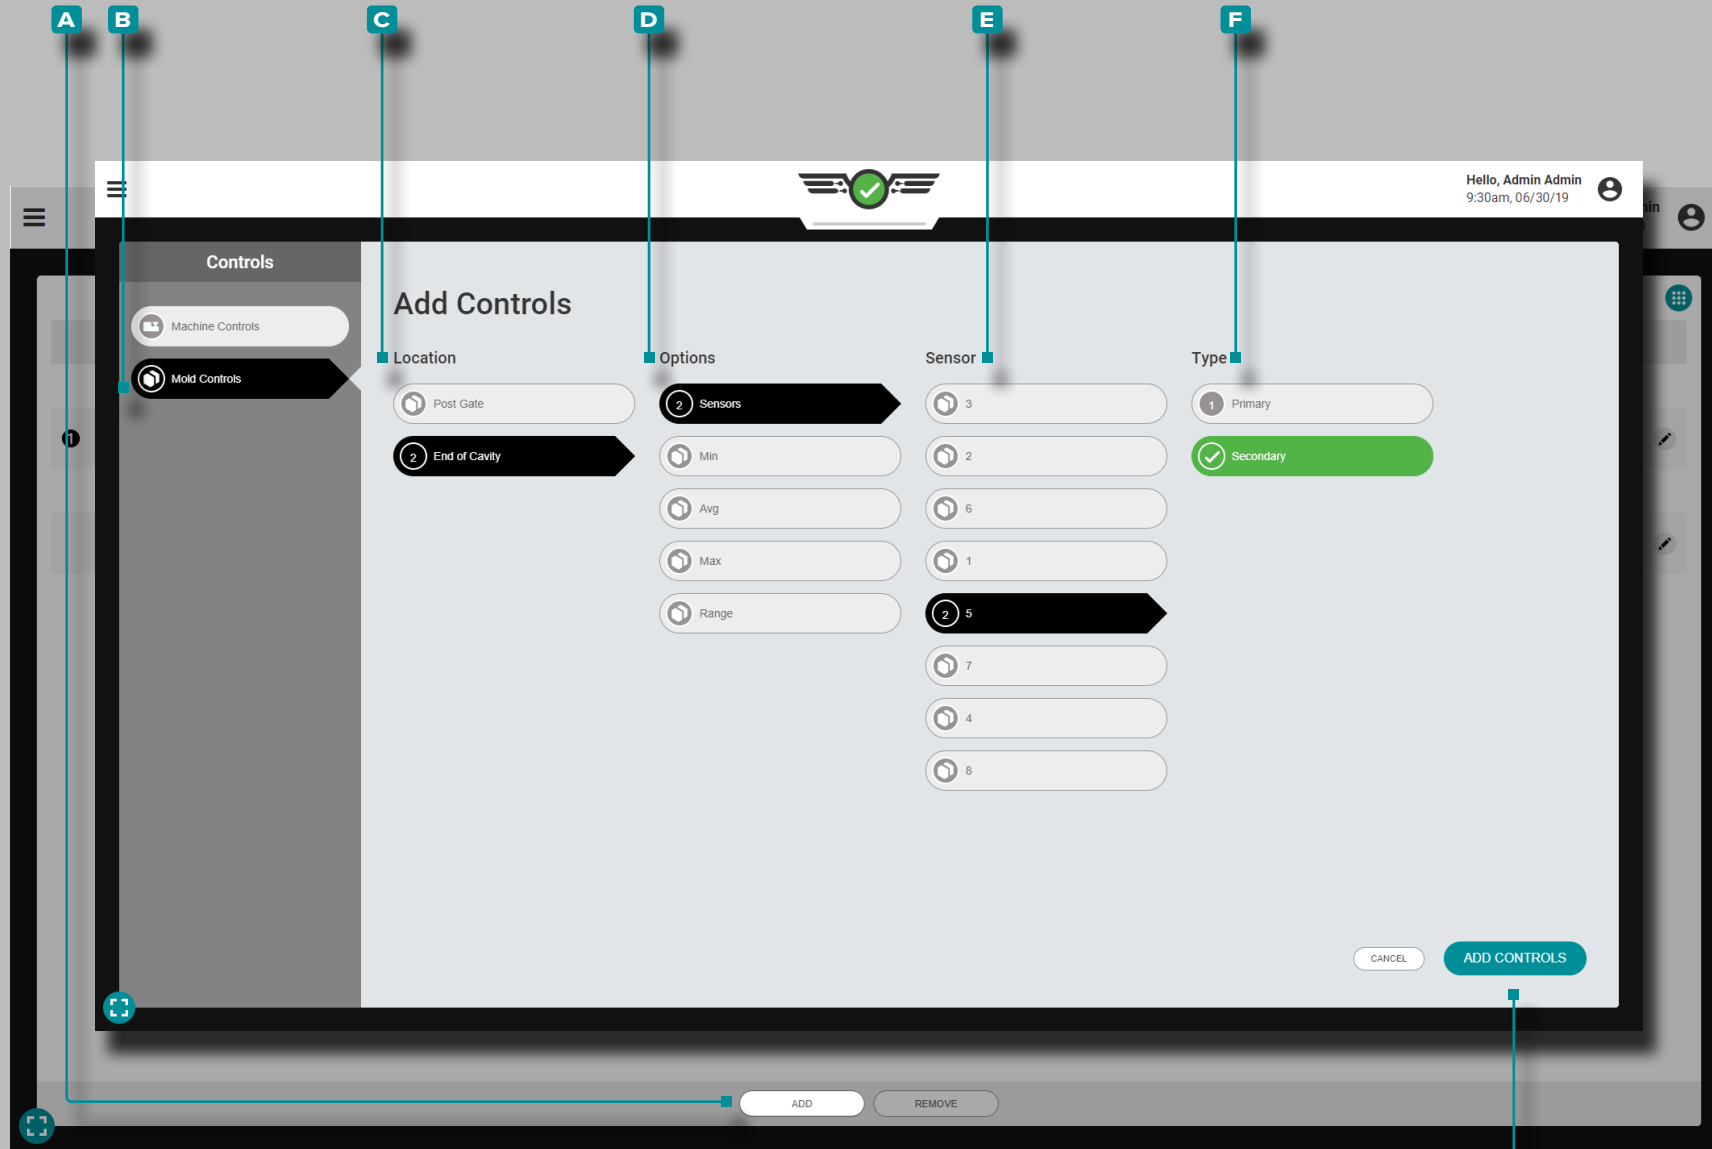 A B C D E F
Hello, Admin Admin
9:30am, 06/30/19
Controls
Machine Controls
Mold Controls
Add Controls
Location
Post Gate
2 End of Cavity
Options
2 Sensors
Min
Avg
Max
Range
Sensor
3
2
6
1
2 5
7
4
8
Type
1 Primary
Secondary
CANCEL
ADD CONTROLS
1
ADD
REMOVE